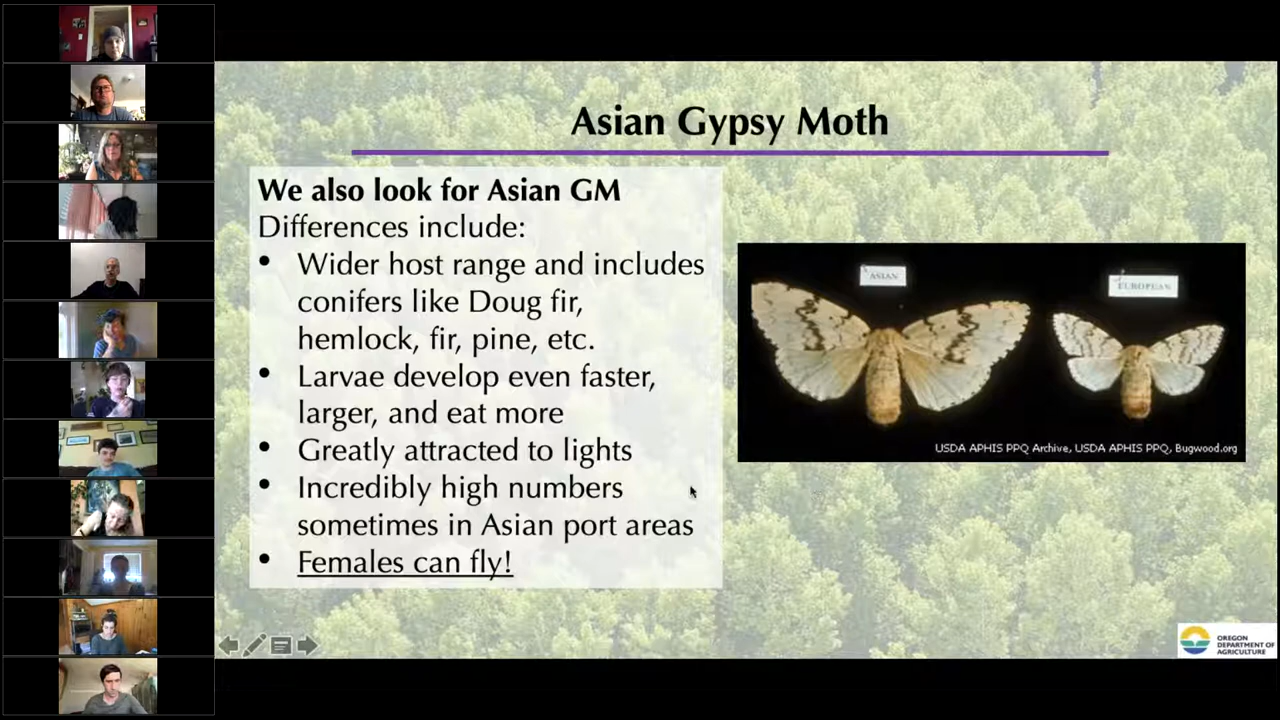 Asian Gypsy Moth
We also look for Asian GM
Differences include:
• Wider host range and includes
conifers like Doug fir,
hemlock, fir, pine, etc.
• Larvae develop even faster,
larger, and eat more
• Greatly attracted to lights
• Incredibly high numbers
sometimes in Asian port areas
• Females can fly!
ASIAN
EUROPEAN
USDA APHIS PPQ Archive, USDA APHIS PPQ, Bugwood.org
OREGON
DEPARTMENT OF
AGRICULTURE